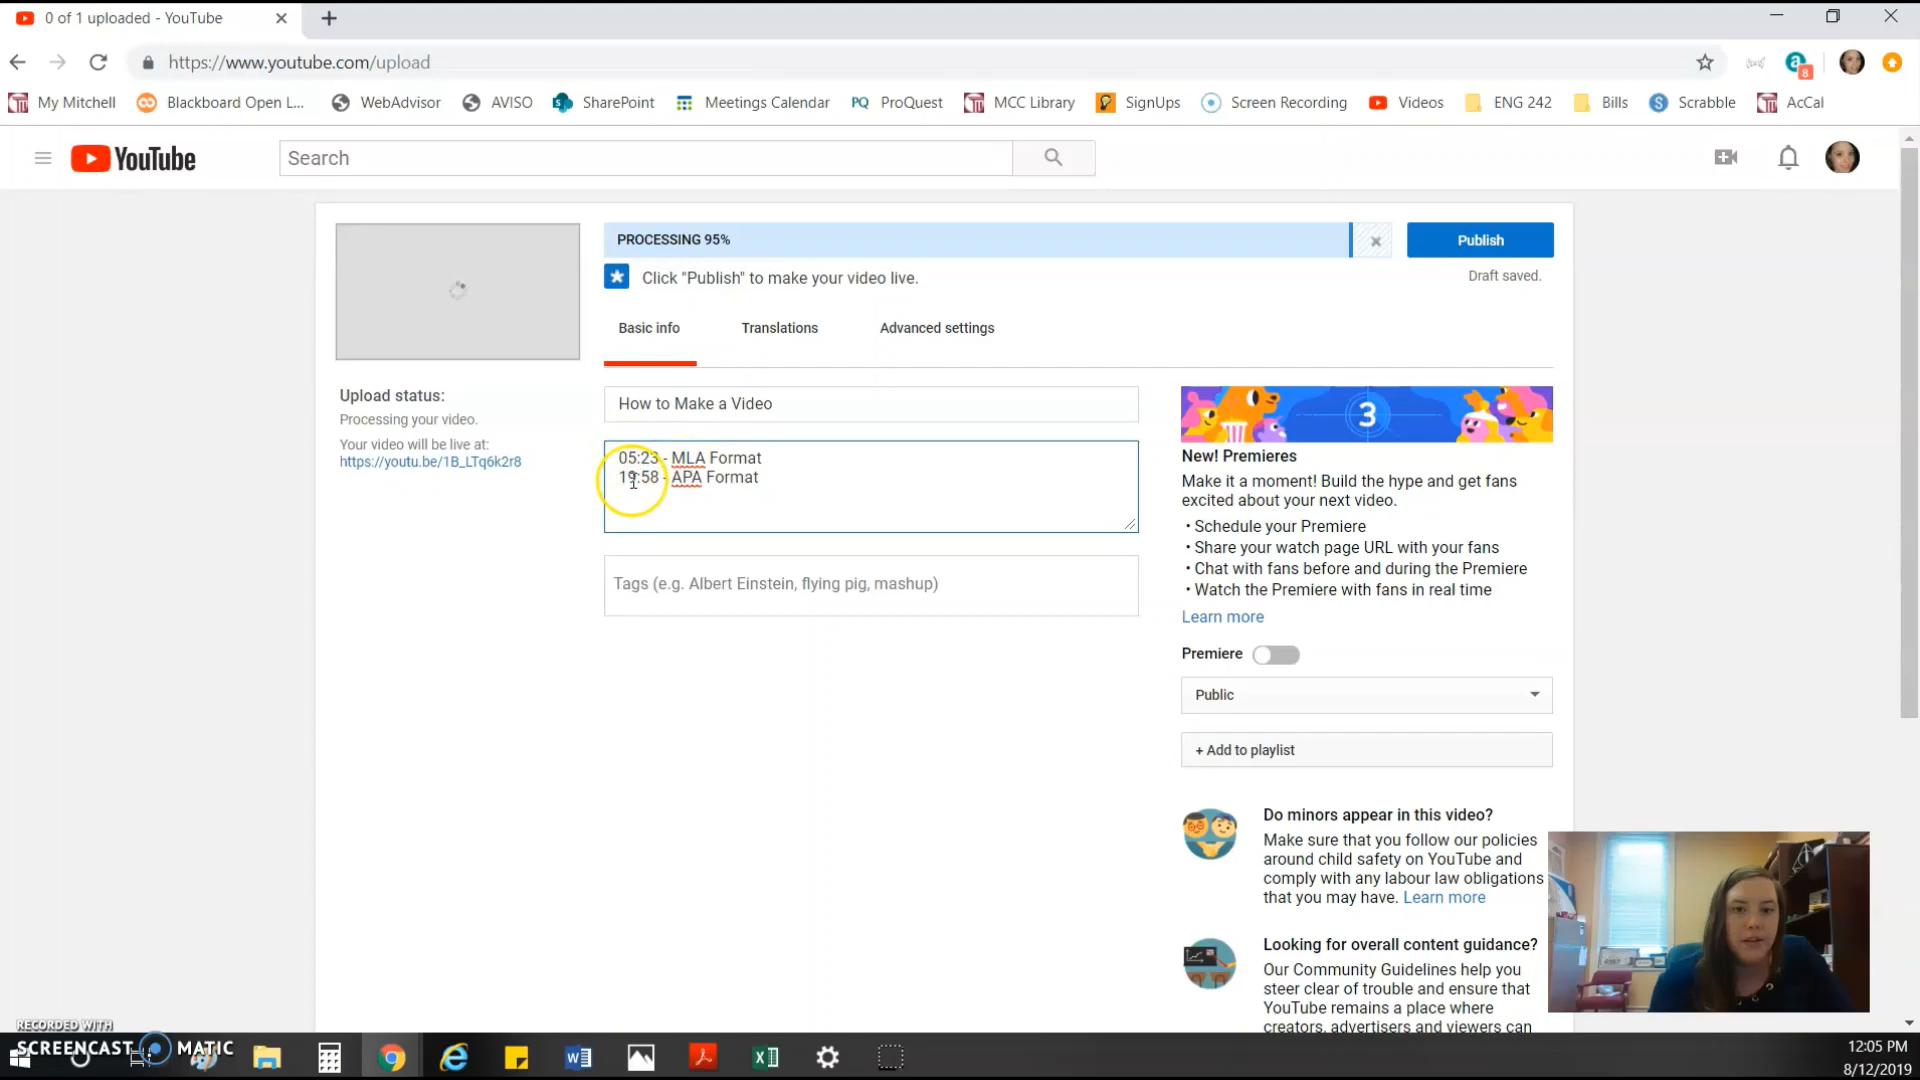 0 of 1 uploaded - YouTube
https://www.youtube.com/upload
8
My Mitchell
Blackboard Open L...
WebAdvisor
AVISO
SharePoint
Meetings Calendar
PQ ProQuest
MCC Library
SignUps
Screen Recording
Videos
ENG 242
Bills
Scrabble
AcCal
YouTube
Search
PROCESSING 95%
Publish
Click "Publish" to make your video live.
Draft saved.
Basic info
Translations
Advanced settings
Upload status:
Processing your video.
Your video will be live at:
https://youtu.be/1B_LTq6k2r8
How to Make a Video
05:23 - MLA Format
19:58 - APA Format
Tags (e.g. Albert Einstein, flying pig, mashup)
3
New! Premieres
Make it a moment! Build the hype and get fans
excited about your next video.
• Schedule your Premiere
• Share your watch page URL with your fans
• Chat with fans before and during the Premiere
• Watch the Premiere with fans in real time
Learn more
Premiere
Public
+ Add to playlist
Do minors appear in this video?
Make sure that you follow our policies
around child safety on YouTube and
comply with any labour law obligations
that you may have. Learn more
Looking for overall content guidance?
Our Community Guidelines help you
steer clear of trouble and ensure that
YouTube remains a place where
creators, advertisers and viewers can
RECORDED WITH
SCREENCAST MATIC
12:05 PM
8/12/2019